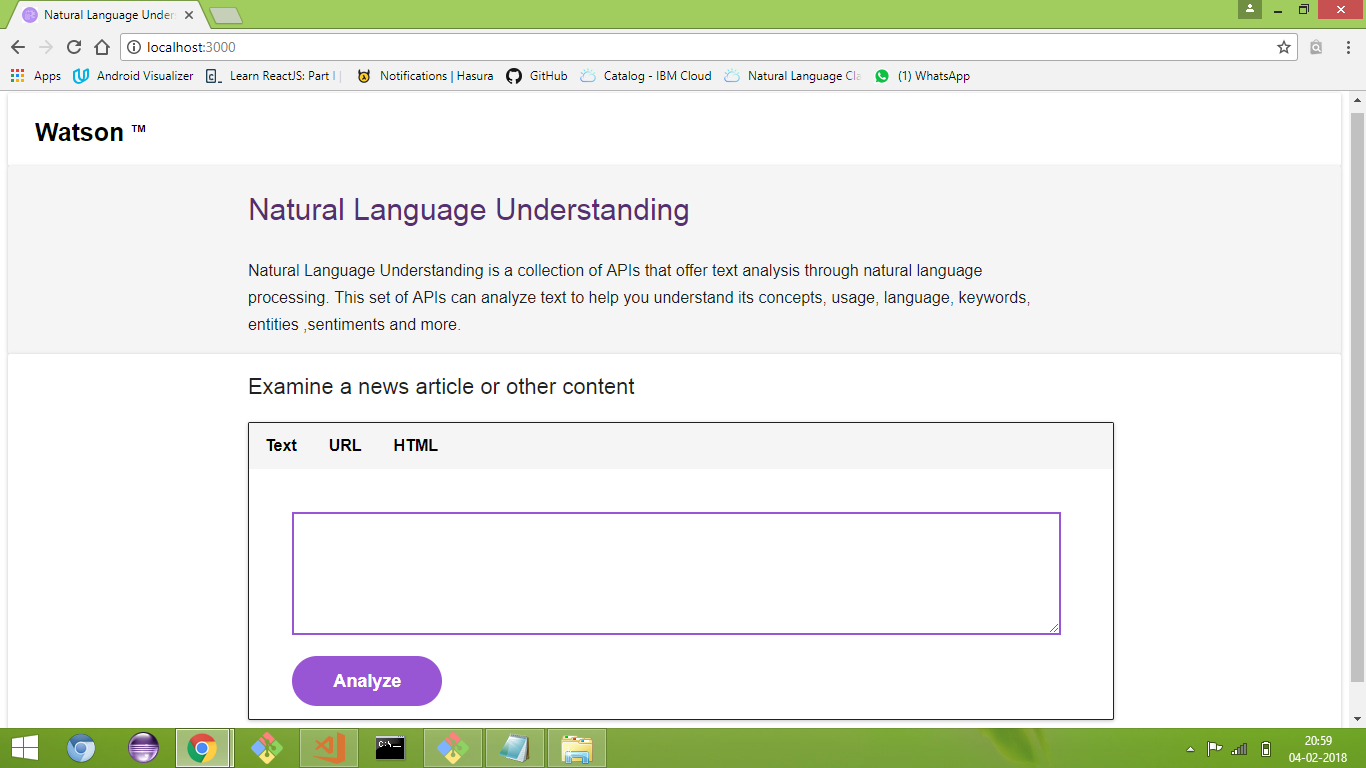 Natural Language Under
localhost:3000
Apps Android Visualizer Learn ReactJS: Part I Notifications | Hasura GitHub Catalog - IBM Cloud Natural Language Cla (1) WhatsApp
Watson ™
Natural Language Understanding
Natural Language Understanding is a collection of APIs that offer text analysis through natural language
processing. This set of APIs can analyze text to help you understand its concepts, usage, language, keywords,
entities ,sentiments and more.
Examine a news article or other content
Text URL HTML
Analyze
20:59
04-02-2018